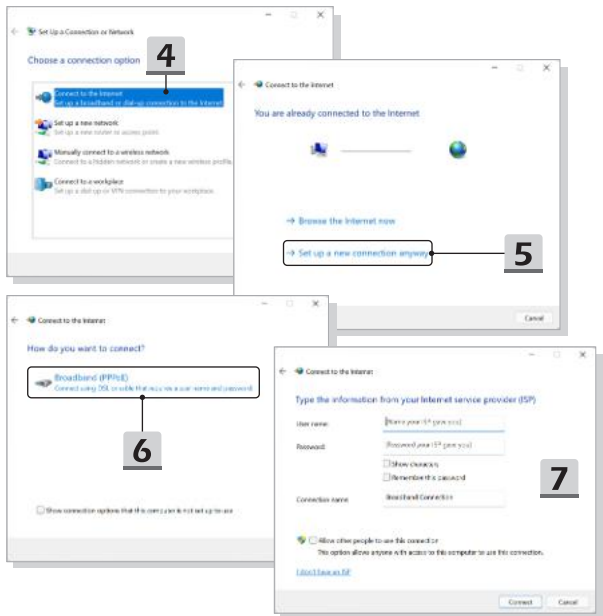 Set Up a Connection or Network
Choose a connection option
4
Connect to the Internet
Set up a broadband or dial-up connection to the Internet.
Set up a new network
Set up a new router or access point.
Manually connect to a wireless network
Connect to a hidden network or create a new wireless profile.
Connect to a workplace
Set up a dial-up or VPN connection to your workplace.
Connect to the Internet
You are already connected to the Internet
→ Browse the Internet now
→ Set up a new connection anyway
5
Cancel
Connect to the Internet
How do you want to connect?
Broadband (PPPoE)
Connect using DSL or cable that requires a user name and password.
6
Show connection options that this computer is not set up to use
Connect to the Internet
Type the information from your Internet service provider (ISP)
User name:
[Name your ISP gave you]
Password:
[Password your ISP gave you]
Show characters
Remember this password
7
Connection name:
Broadband Connection
Allow other people to use this connection
This option allows anyone with access to this computer to use this connection.
I don't have an ISP
Connect
Cancel